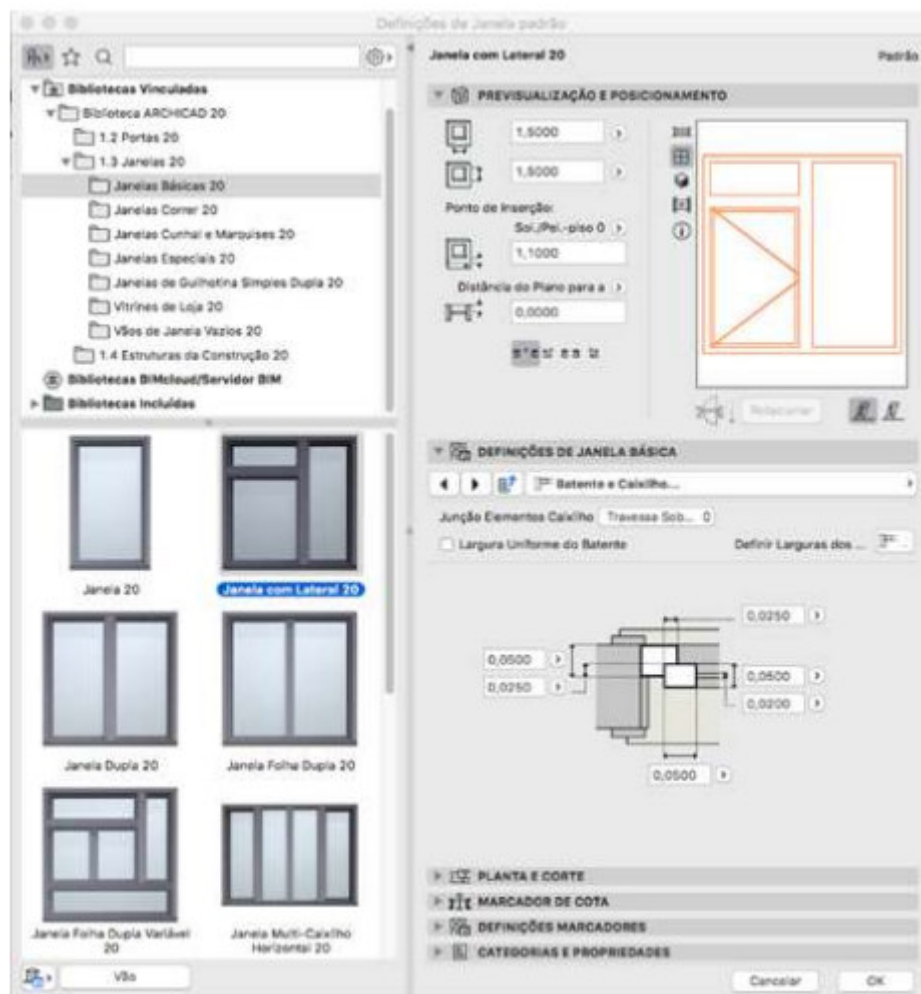 Definições de Janela padrão
Bibliotecas Vinculadas
Biblioteca ARCHICAD 20
1.2 Portas 20
1.3 Janelas 20
Janelas Básicas 20
Janelas Correr 20
Janelas Cunhal e Marquises 20
Janelas Especiais 20
Janelas de Guilhotina Simples Dupla 20
Vitrines de Loja 20
Vãos de Janela Vazios 20
1.4 Estruturas da Construção 20
Bibliotecas BIMcloud/Servidor BIM
Bibliotecas Incluídas
Janela 20
Janela com Lateral 20
Janela Dupla 20
Janela Folha Dupla 20
Janela Folha Dupla Variável
20
Janela Multi-Caixilho
Horizontal 20
Vão
Janela com Lateral 20
Padrão
PREVISUALIZAÇÃO E POSICIONAMENTO
1,5000
1,5000
Ponto de Inserção:
Sol./Pei.-piso 0
1,1000
Distância do Plano para a
0,0000
Rotacionar
DEFINIÇÕES DE JANELA BÁSICA
Batente e Caixilho...
Junção Elementos Caixilho Travessa Sob...
Largura Uniforme do Batente
Definir Larguras dos ...
0,0250
0,0500
0,0250
0,0500
0,0200
0,0500
PLANTA E CORTE
MARCADOR DE COTA
DEFINIÇÕES MARCADORES
CATEGORIAS E PROPRIEDADES
Cancelar
OK